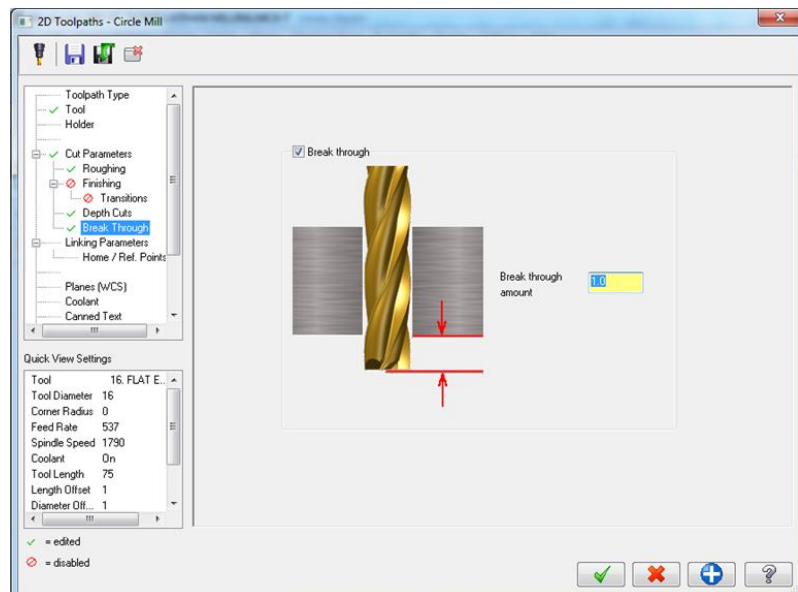 2D Toolpaths - Circle Mill
Toolpath Type
Tool
Holder
Cut Parameters
Roughing
Finishing
Transitions
Depth Cuts
Break Through
Linking Parameters
Home / Ref. Points
Planes (WCS)
Coolant
Canned Text
Break through
Break through amount
1.0
Quick View Settings
Tool 16. FLAT E...
Tool Diameter 16
Corner Radius 0
Feed Rate 537
Spindle Speed 1790
Coolant On
Tool Length 75
Length Offset 1
Diameter Off... 1
= edited
= disabled